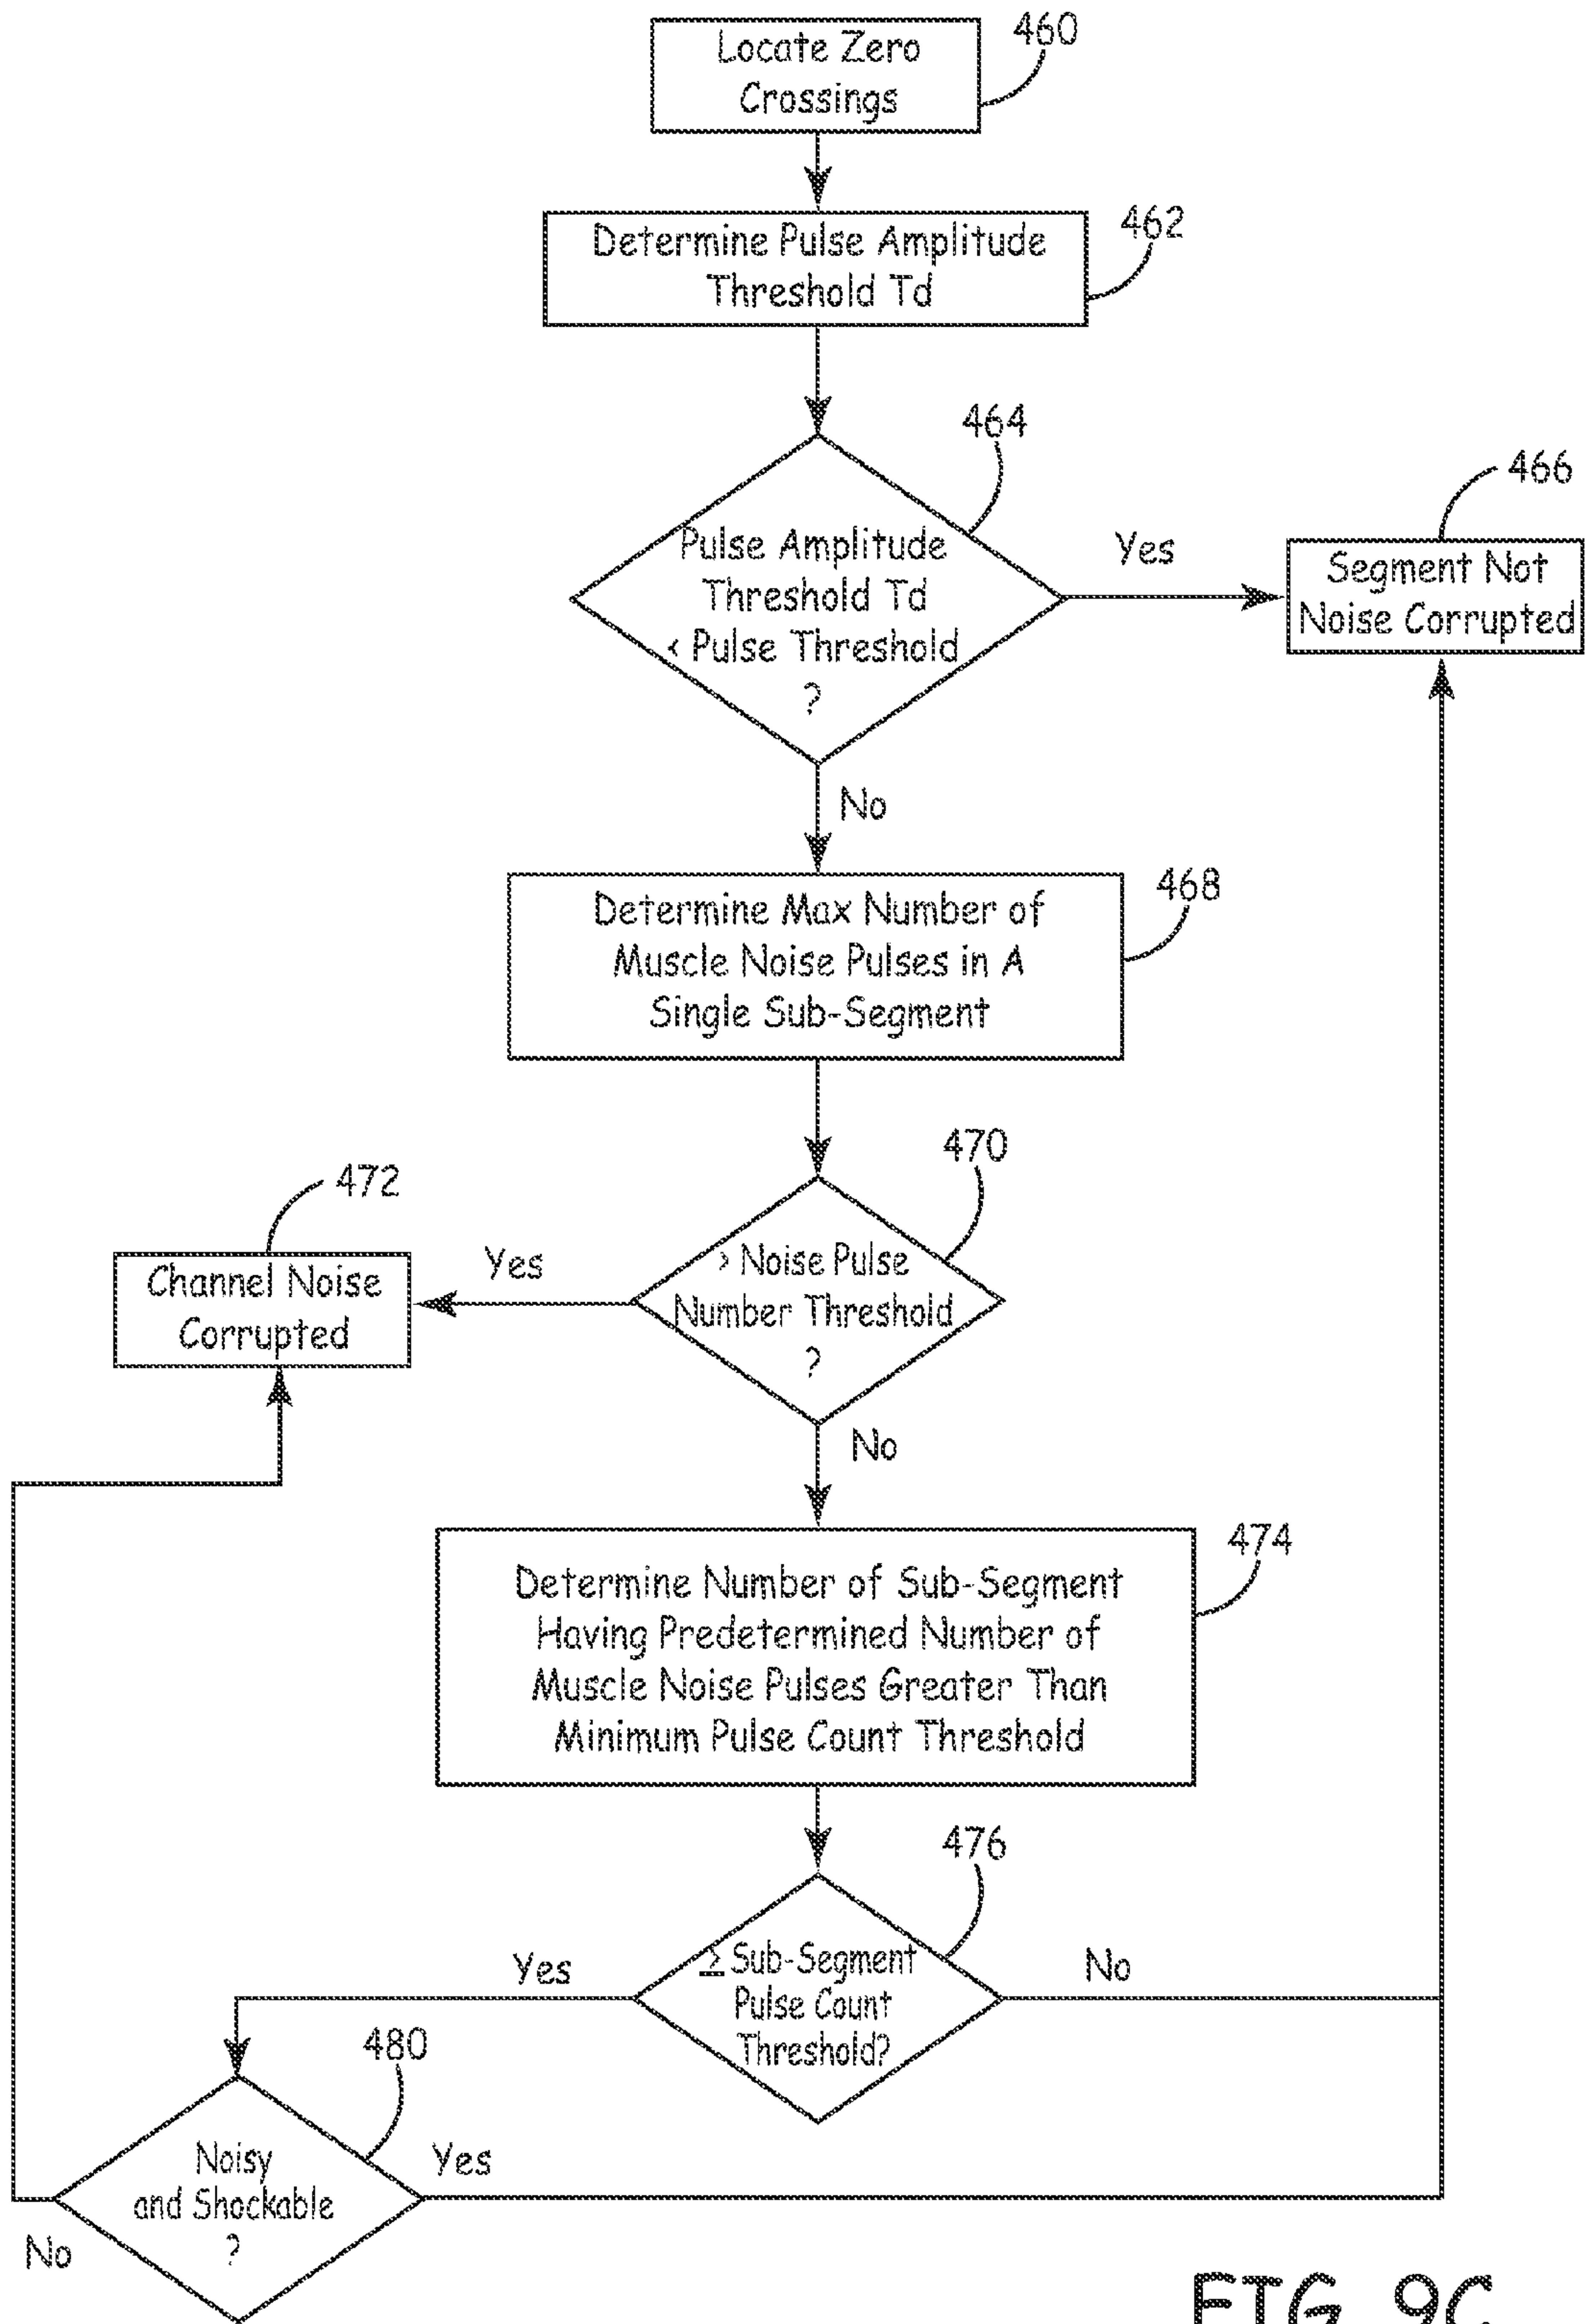 Locate Zero
Crossings
460
Determine Pulse Amplitude
Threshold Td
462
464
Pulse Amplitude
Threshold Td
< Pulse Threshold
?
Yes
466
Segment Not
Noise Corrupted
No
468
Determine Max Number of
Muscle Noise Pulses in A
Single Sub-Segment
470
472
> Noise Pulse
Number Threshold
?
Yes
Channel Noise
Corrupted
No
474
Determine Number of Sub-Segment
Having Predetermined Number of
Muscle Noise Pulses Greater Than
Minimum Pulse Count Threshold
476
≥ Sub-Segment
Pulse Count
Threshold?
Yes
No
480
Noisy
and Shockable
?
Yes
No
FIG. 9C